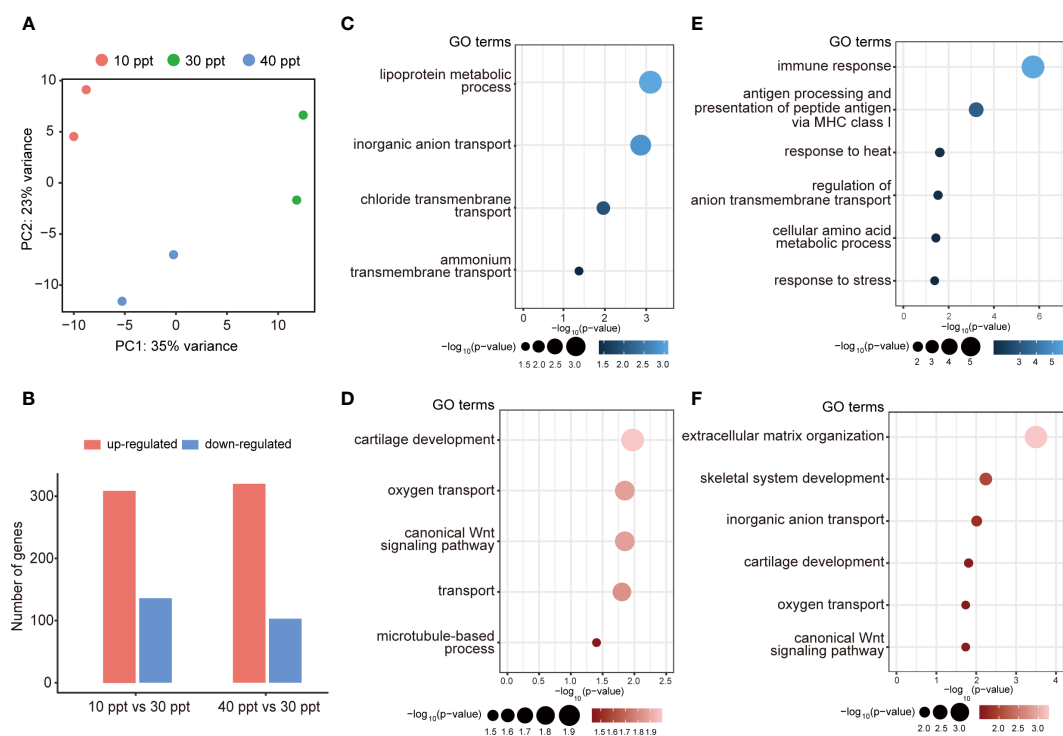 A
10 ppt 30 ppt 40 ppt
10
5
0
−5
−10
PC2: 23% variance
−10 −5 0 5 10
PC1: 35% variance
B
up-regulated down-regulated
300
200
100
0
Number of genes
10 ppt vs 30 ppt 40 ppt vs 30 ppt
C
GO terms
lipoprotein metabolic
process
inorganic anion transport
chloride transmenbrane
transport
ammonium
transmembrane transport
0 1 2 3
−log10(p-value)
−log10(p-value)
1.5 2.0 2.5 3.0 1.5 2.0 2.5 3.0
D
GO terms
cartilage development
oxygen transport
canonical Wnt
signaling pathway
transport
microtubule-based
process
0.0 0.5 1.0 1.5 2.0 2.5
−log10(p-value)
−log10(p-value)
1.5 1.6 1.7 1.8 1.9 1.5 1.6 1.7 1.8 1.9
E
GO terms
immune response
antigen processing and
presentation of peptide antigen
via MHC class I
response to heat
regulation of
anion transmembrane transport
cellular amino acid
metabolic process
response to stress
0 2 4 6
−log10(p-value)
−log10(p-value)
2 3 4 5 3 4 5
F
GO terms
extracellular matrix organization
skeletal system development
inorganic anion transport
cartilage development
oxygen transport
canonical Wnt
signaling pathway
0 1 2 3 4
−log10(p-value)
−log10(p-value)
2.0 2.5 3.0 2.0 2.5 3.0